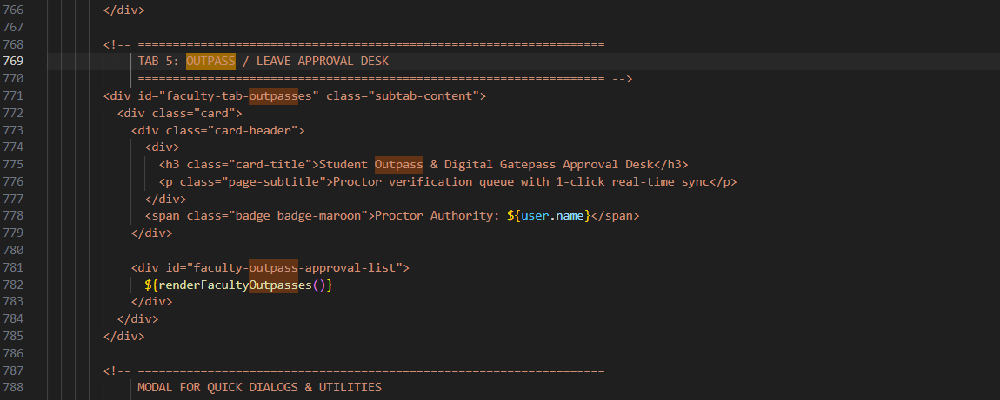 766 </div>
767
768 <!-- ===================================================================
769 TAB 5: OUTPASS / LEAVE APPROVAL DESK
770 =================================================================== -->
771 <div id="faculty-tab-outpasses" class="subtab-content">
772 <div class="card">
773 <div class="card-header">
774 <div>
775 <h3 class="card-title">Student Outpass & Digital Gatepass Approval Desk</h3>
776 <p class="page-subtitle">Proctor verification queue with 1-click real-time sync</p>
777 </div>
778 <span class="badge badge-maroon">Proctor Authority: ${user.name}</span>
779 </div>
780
781 <div id="faculty-outpass-approval-list">
782 ${renderFacultyOutpasses()}
783 </div>
784 </div>
785 </div>
786
787 <!-- ===================================================================
788 MODAL FOR QUICK DIALOGS & UTILITIES